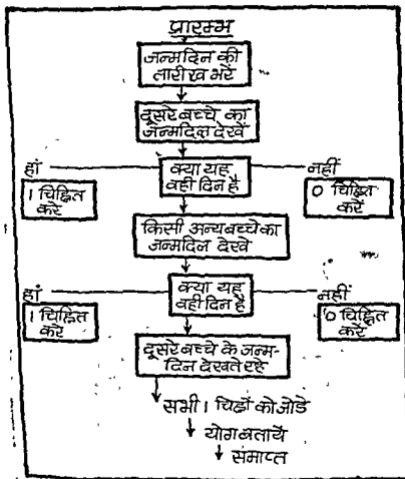 प्रारम्भ
जन्मदिन की
तारीख भरें
दूसरे बच्चे का
जन्मदिन देखें
हां
क्या यह
वही दिन है
नहीं
1 चिह्नित
करें
0 चिह्नित
करें
किसी अन्य बच्चे का
जन्मदिन देखे
हां
क्या यह
वही दिन है
नहीं
1 चिह्नित
करें
0 चिह्नित
करें
दूसरे बच्चे के जन्म-
दिन देखते रहे
सभी 1 चिह्नों को जोडे
योग बतायें
समाप्त